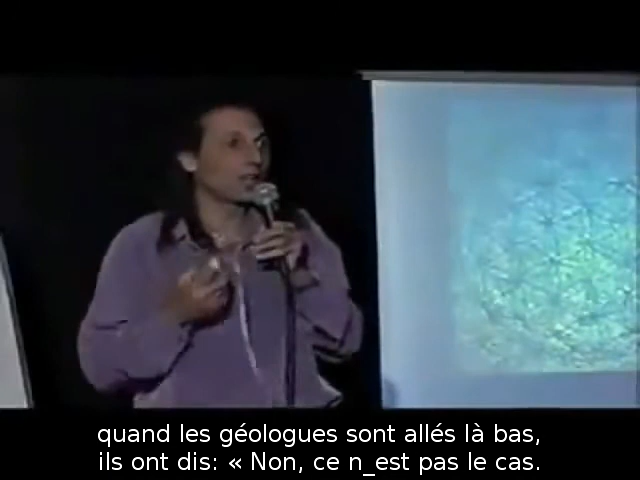 quand les géologues sont allés là bas,
ils ont dis: « Non, ce n_est pas le cas.